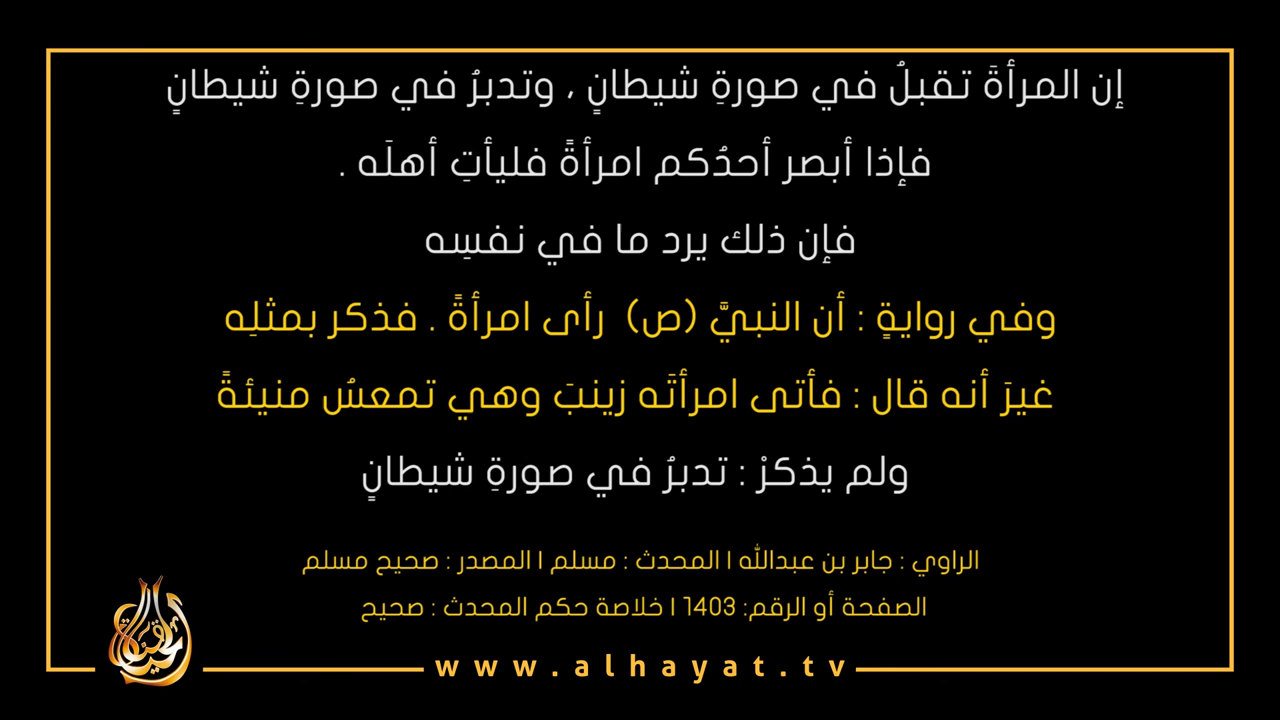 إن المرأةَ تقبلُ في صورةِ شيطانٍ ، وتدبرُ في صورةِ شيطانٍ
فإذا أبصر أحدُكم امرأةً فليأتِ أهلَه .
فإن ذلك يرد ما في نفسِه
وفي روايةٍ : أن النبيَّ (ص) رأى امرأةً . فذكر بمثلِه
غيرَ أنه قال : فأتى امرأتَه زينبَ وهي تمعسُ منيئةً
ولم يذكرْ : تدبرُ في صورةِ شيطانٍ
الراوي : جابر بن عبدالله | المحدث : مسلم | المصدر : صحيح مسلم
الصفحة أو الرقم: 1403 | خلاصة حكم المحدث : صحيح
www.alhayat.tv